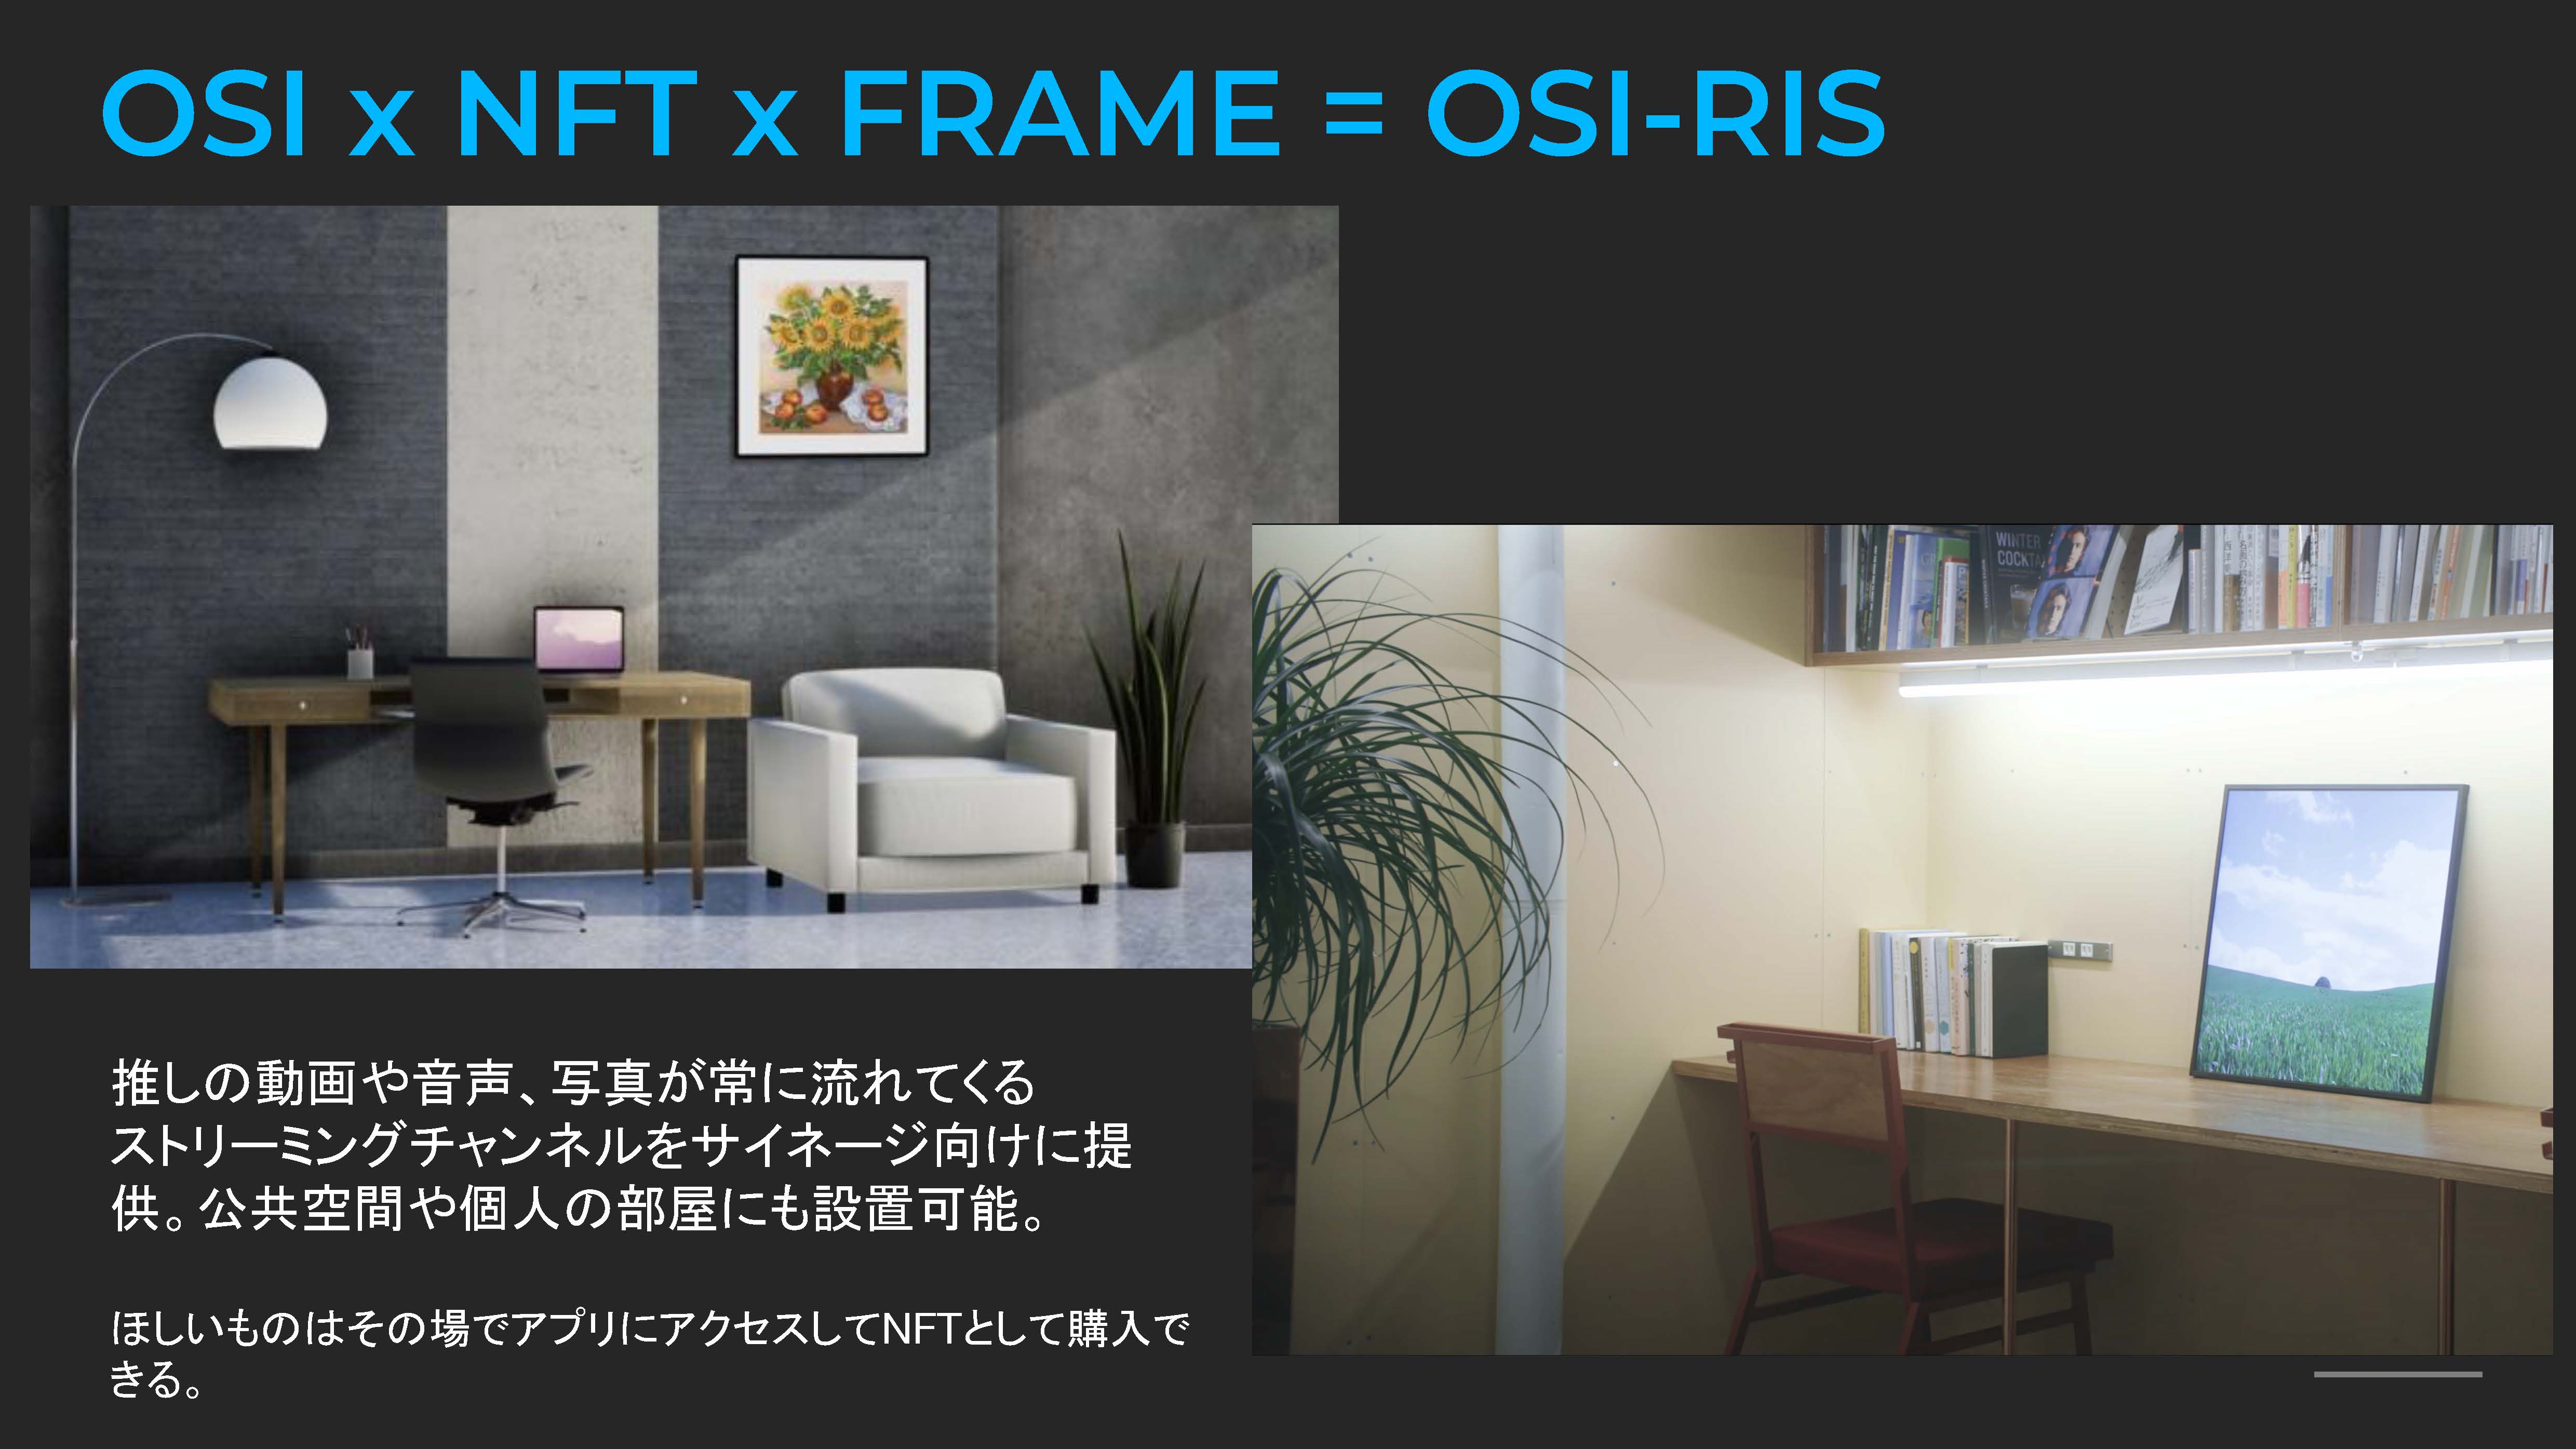 OSI x NFT x FRAME = OSI-RIS
WINTER
推しの動画や音声、写真が常に流れてくる
ストリーミングチャンネルをサイネージ向けに提
供。公共空間や個人の部屋にも設置可能。
ほしいものはその場でアプリにアクセスしてNFTとして購入で
きる。